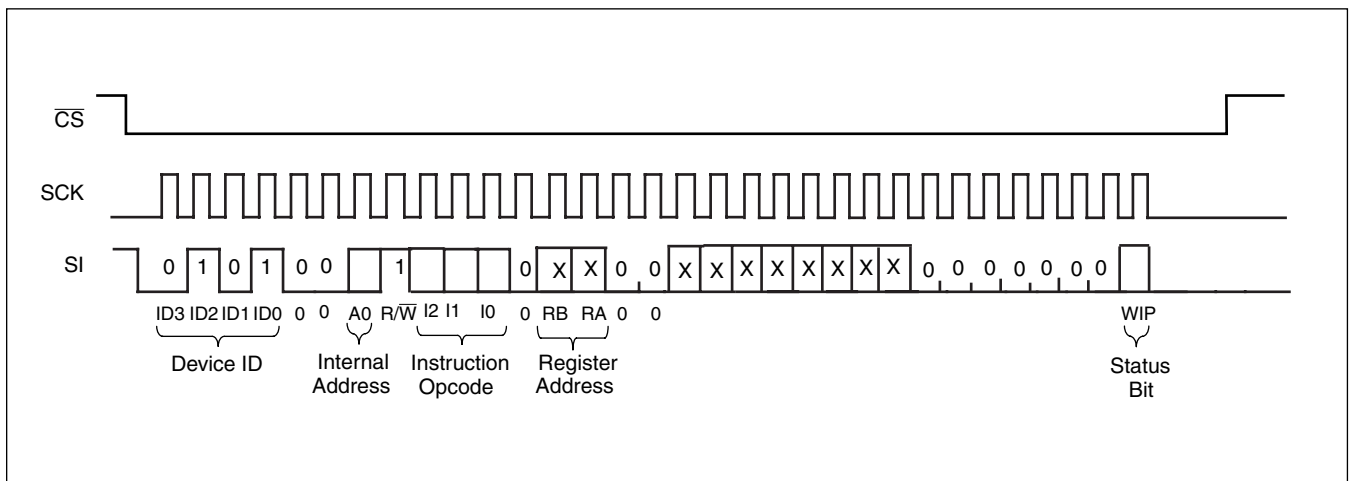 CS
SCK
SI 0 1 0 1 0 0 1 0 X X 0 0 X X X X X X X X 0 0 0 0 0 0 0
ID3 ID2 ID1 ID0 0 0 A0 R/W I2 I1 I0 0 RB RA 0 0 WIP
Device ID Internal Address Instruction Opcode Register Address Status Bit